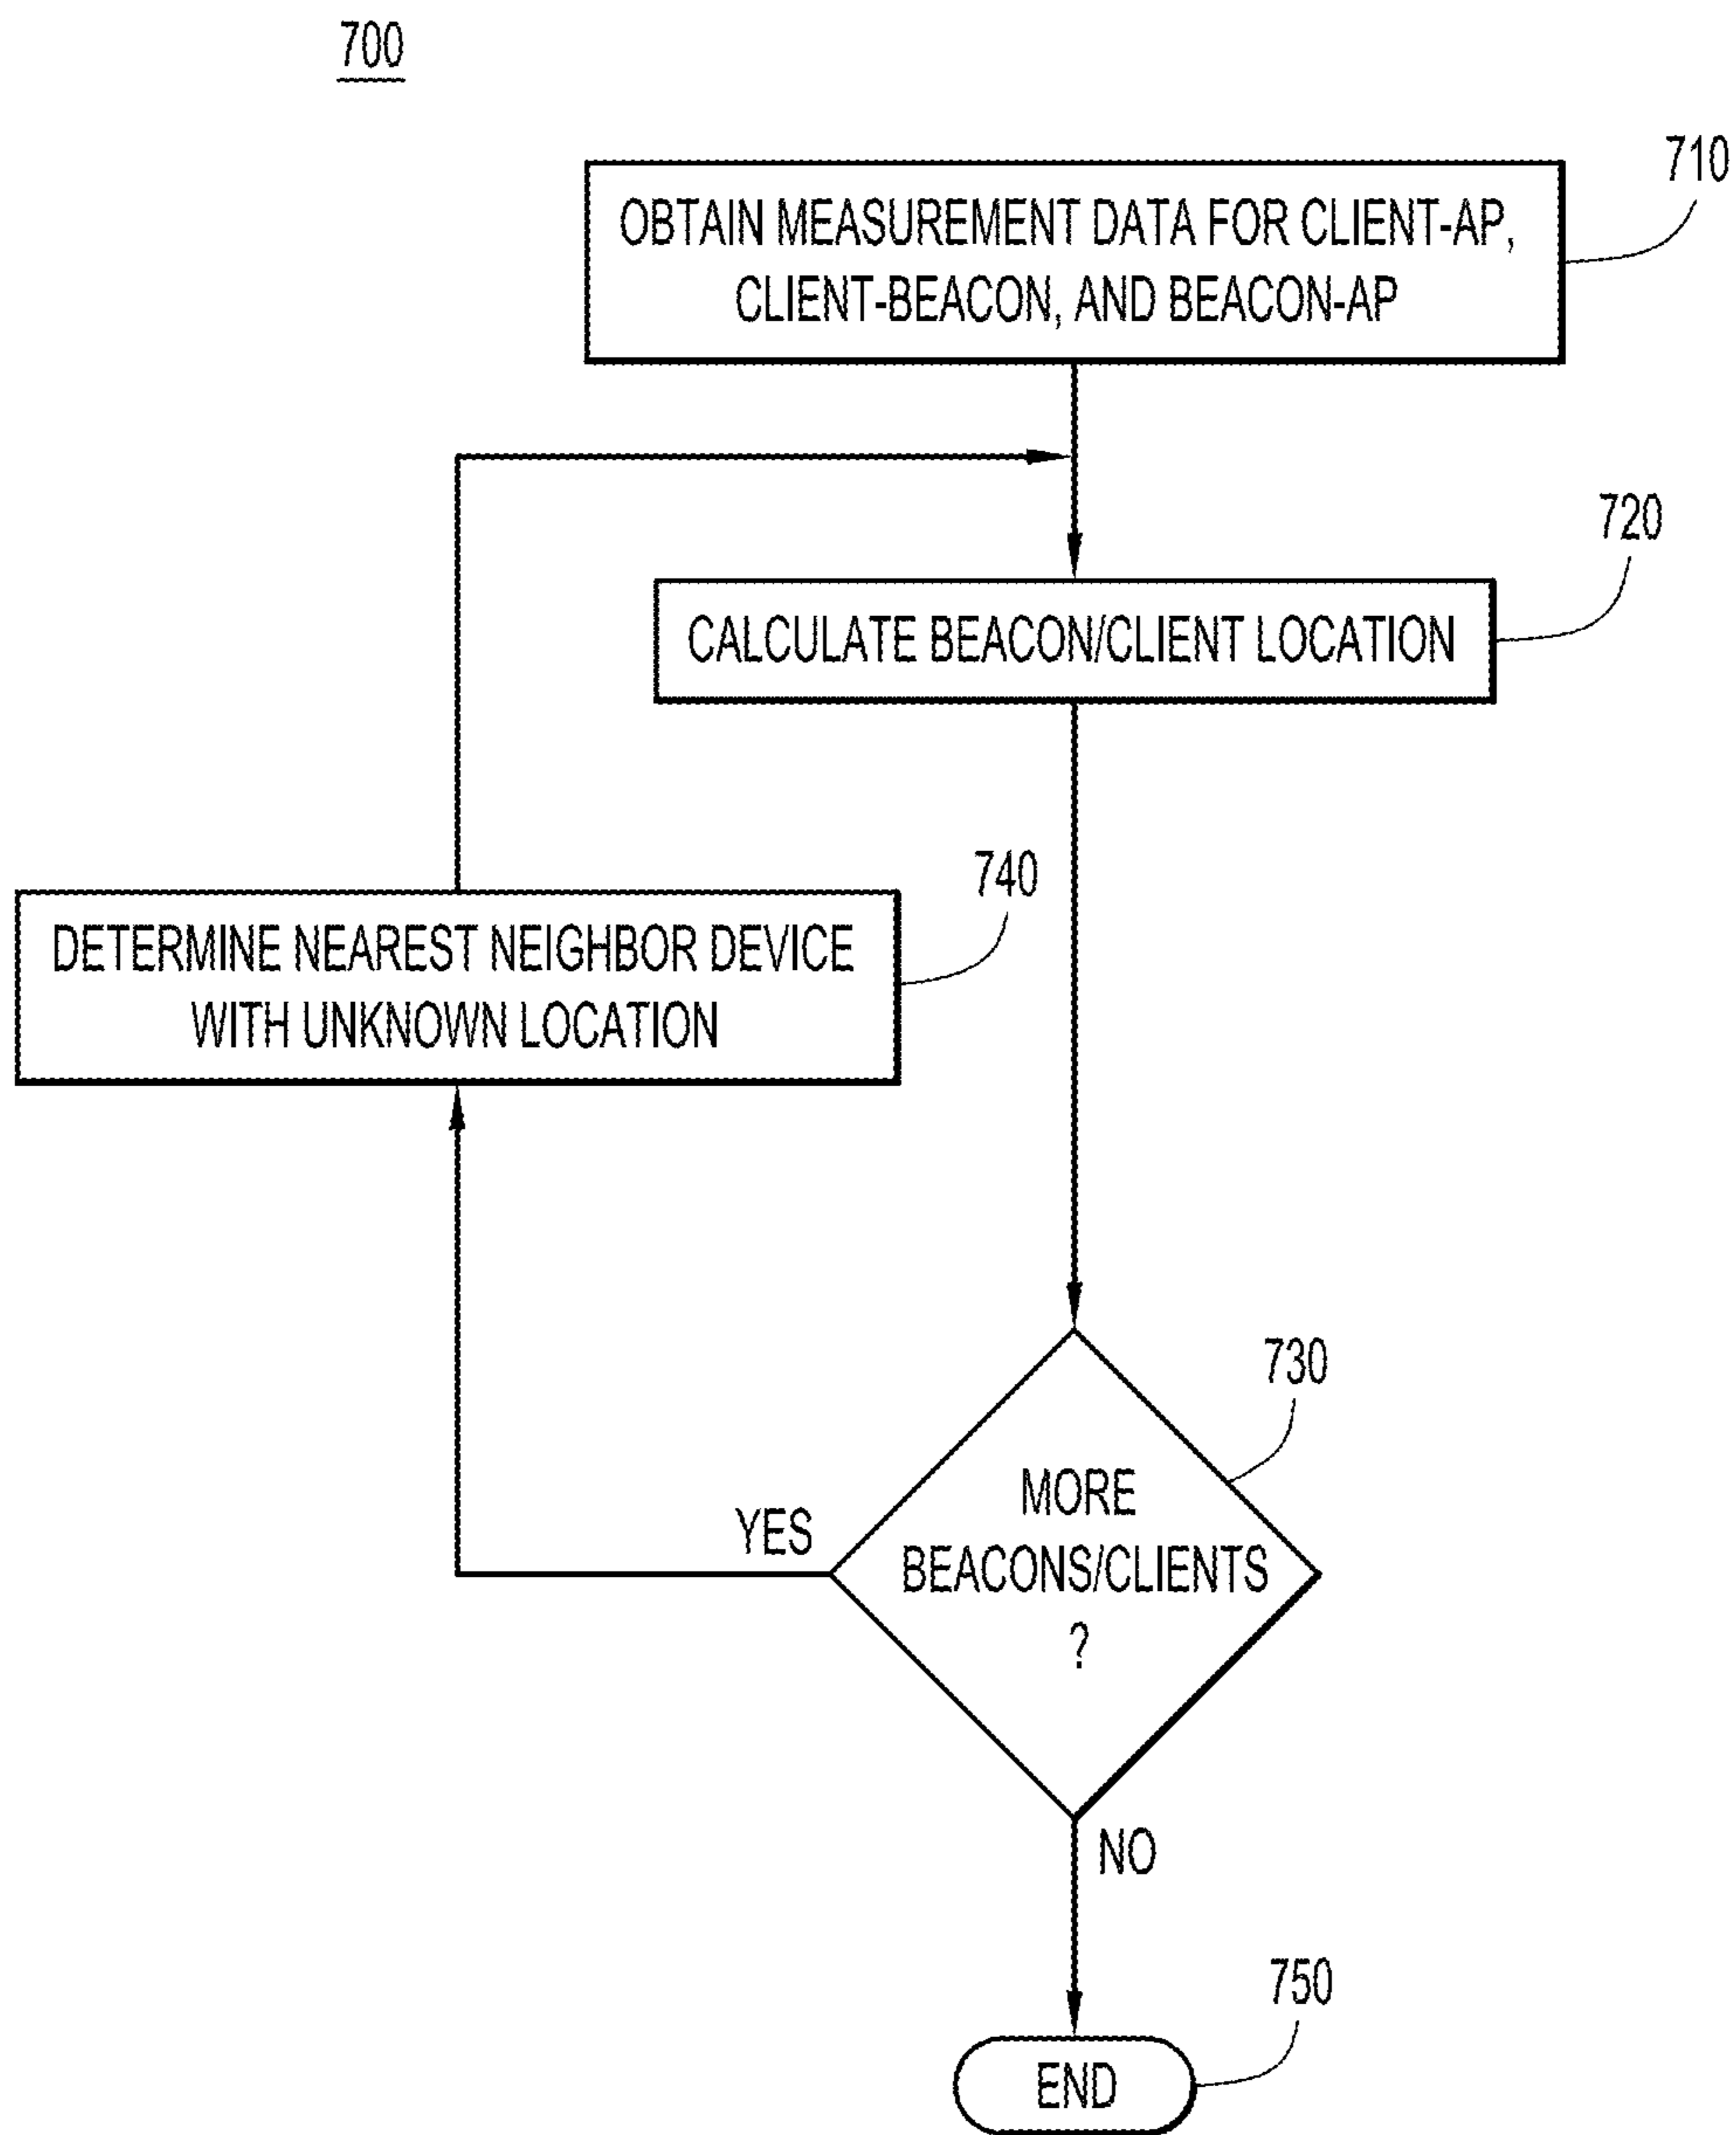 700
710
OBTAIN MEASUREMENT DATA FOR CLIENT-AP,
CLIENT-BEACON, AND BEACON-AP
720
CALCULATE BEACON/CLIENT LOCATION
740
DETERMINE NEAREST NEIGHBOR DEVICE
WITH UNKNOWN LOCATION
730
MORE
BEACONS/CLIENTS
?
YES
NO
750
END